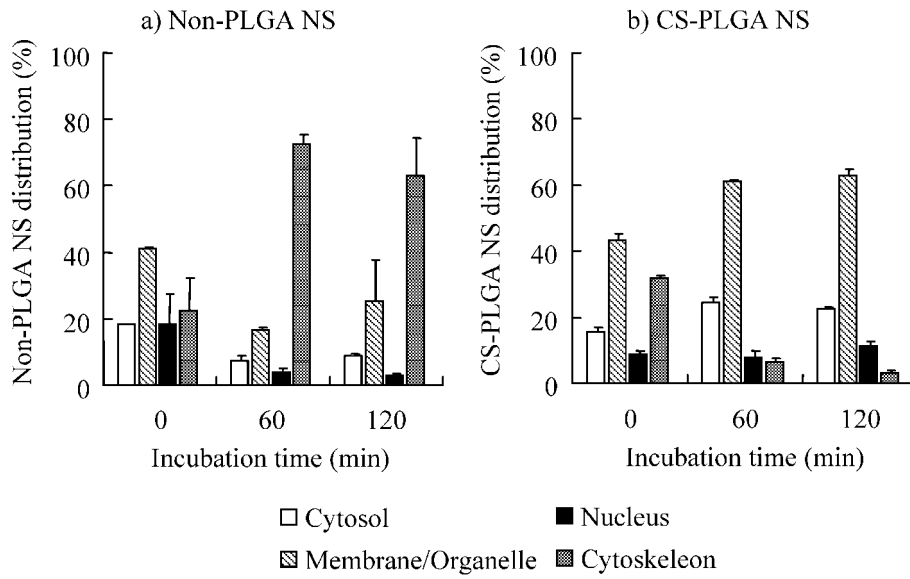 a) Non-PLGA NS
Non-PLGA NS distribution (%)
100
80
60
40
20
0
0 60 120
Incubation time (min)
b) CS-PLGA NS
CS-PLGA NS distribution (%)
100
80
60
40
20
0
0 60 120
Incubation time (min)
Cytosol
Nucleus
Membrane/Organelle
Cytoskeleon